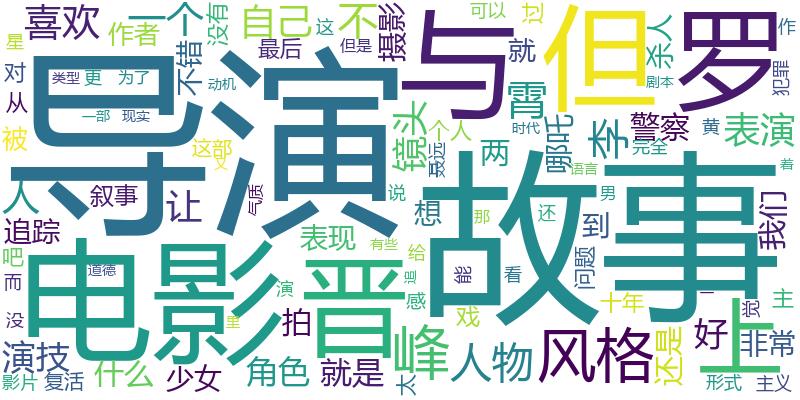 喜欢
作者
一个
没有
自己
这
不
摄影
与
可以
过
但
罗
作
星
最后
但是
就
杀人
对
类型
更
为了
不错
导演
动机
剧本
犯罪
从
霄
一部
现实
镜头
个人
时代
哪吒
李
警察
黄
表演
被
这部
又
聂远
两
完全
故事
语言
着
人
叙事
让
气质
说
想
那
还
男
到
我们
追踪
表现
有些
给
吧
而
道德
电影
演
晋
追
感
能
看
问题
十年
一
觉
主
没
里
拍
峰
戏
上
好
非常
演技
人物
风格
还是
影片
复活
什么
少女
角色
就是
太
形式
主义